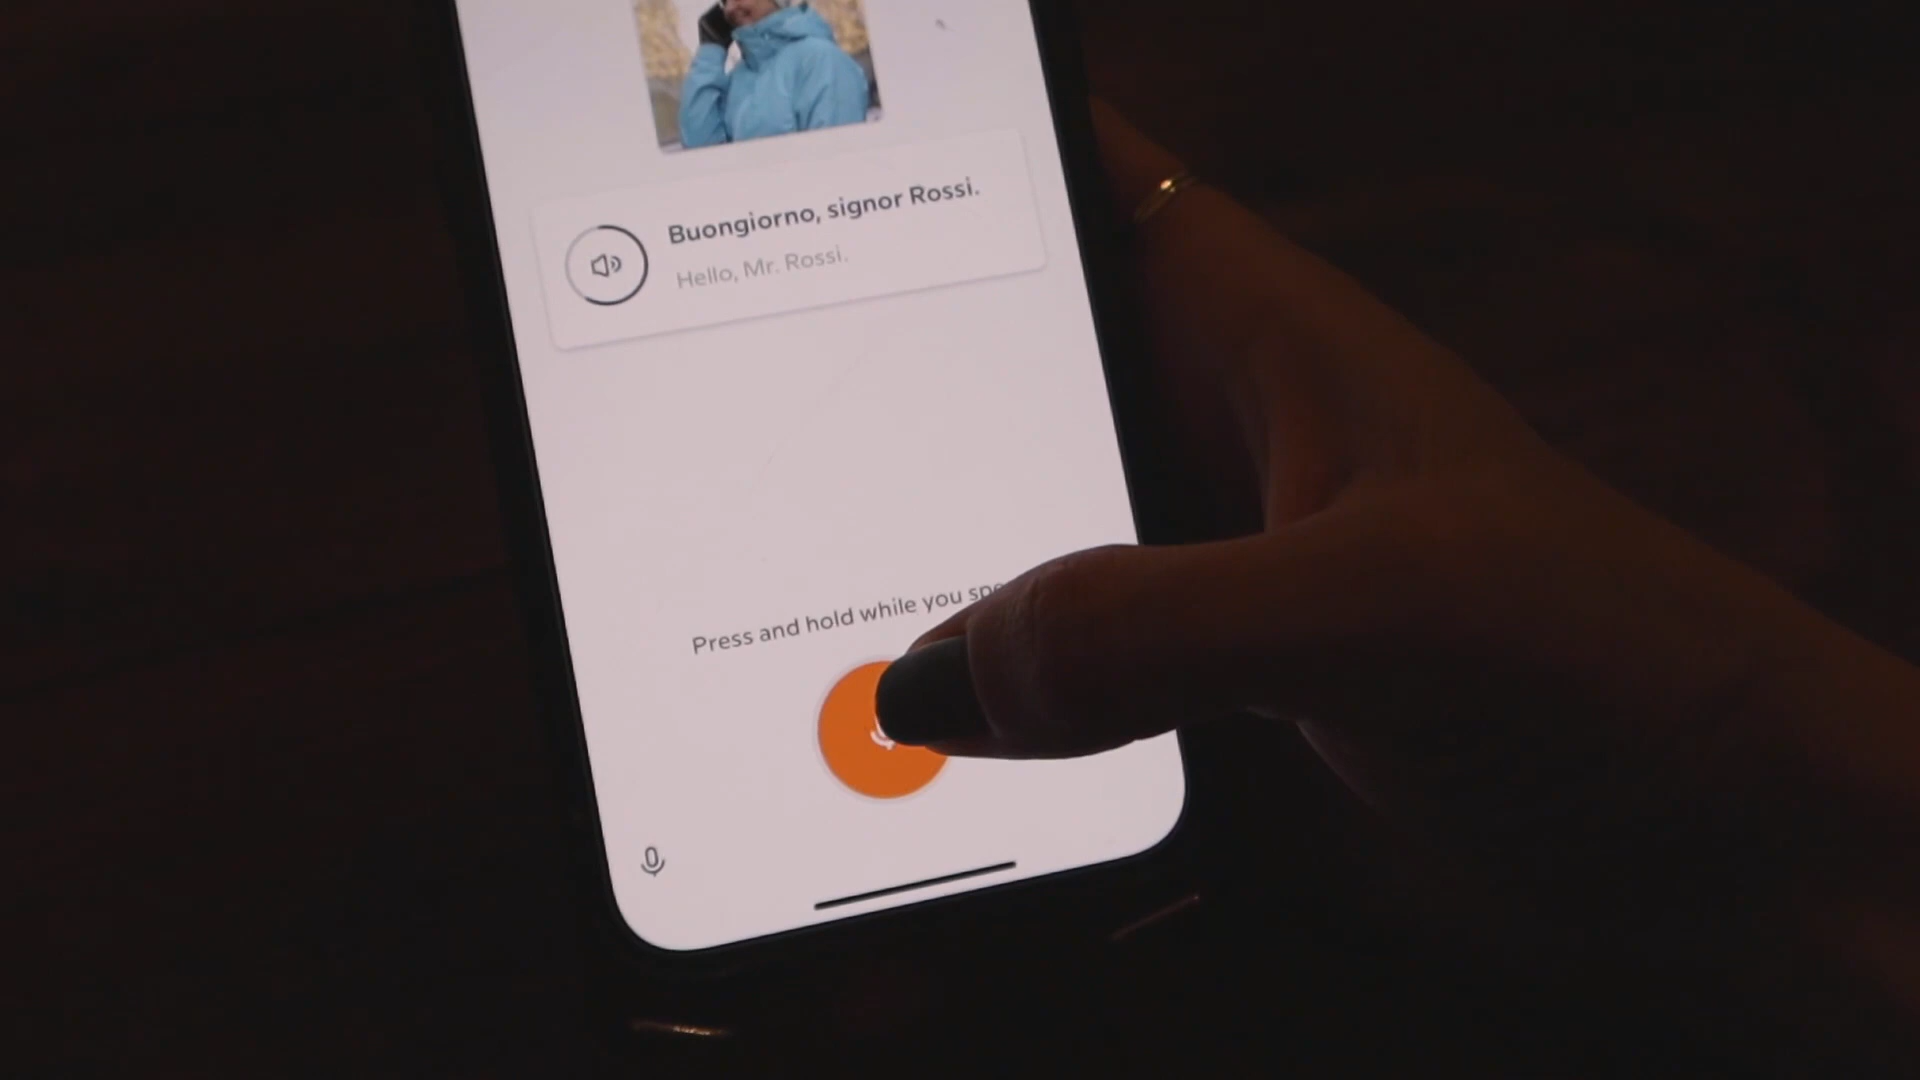 Buongiorno, signor Rossi.
Hello, Mr. Rossi.
Press and hold while you